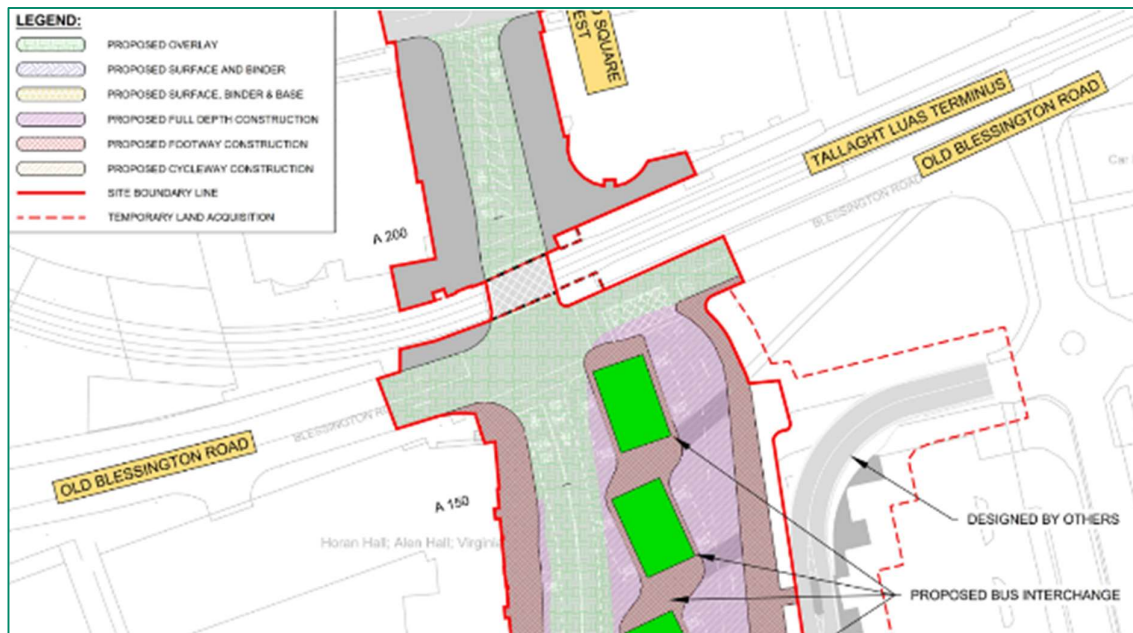 LEGEND:
PROPOSED OVERLAY
PROPOSED SURFACE AND BINDER
PROPOSED SURFACE, BINDER & BASE
PROPOSED FULL DEPTH CONSTRUCTION
PROPOSED FOOTWAY CONSTRUCTION
PROPOSED CYCLEWAY CONSTRUCTION
SITE BOUNDARY LINE
TEMPORARY LAND ACQUISITION
SQUARE
TALLAGHT LUAS TERMINUS
OLD BLESSINGTON ROAD
BLESSINGTON ROAD
Car
A 200
BLESSINGTON
OLD BLESSINGTON ROAD
A 150
Horan Hall; Alen Hall; Virginia
DESIGNED BY OTHERS
PROPOSED BUS INTERCHANGE